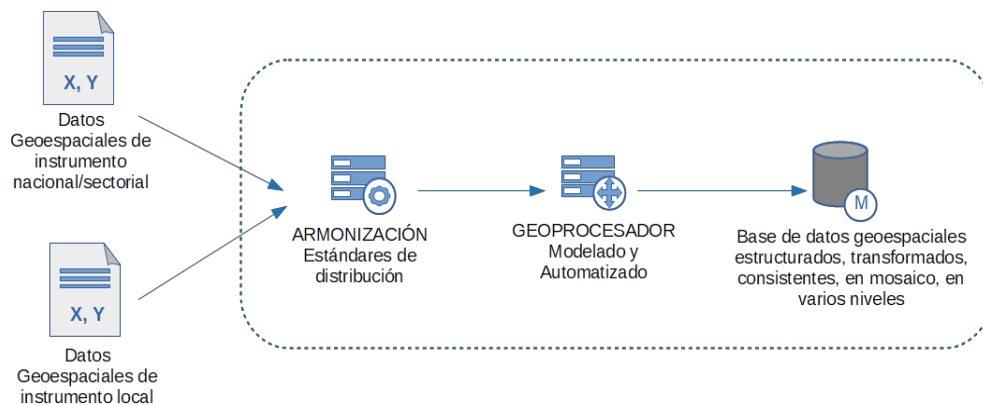 X, Y
Datos
Geoespaciales de
instrumento
nacional/sectorial
X, Y
Datos
Geoespaciales de
instrumento local
ARMONIZACIÓN
Estándares de
distribución
GEOPROCESADOR
Modelado y
Automatizado
M
Base de datos geoespaciales
estructurados, transformados,
consistentes, en mosaico, en
varios niveles